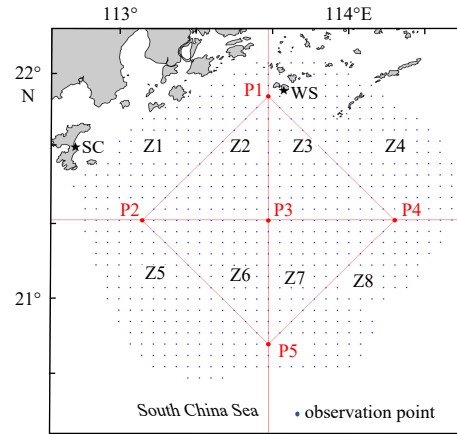 113° 114°E
22°
N
P1 WS
SC Z1 Z2 Z3 Z4
P2 P3 P4
Z5 Z6 Z7 Z8
21°
P5
South China Sea observation point